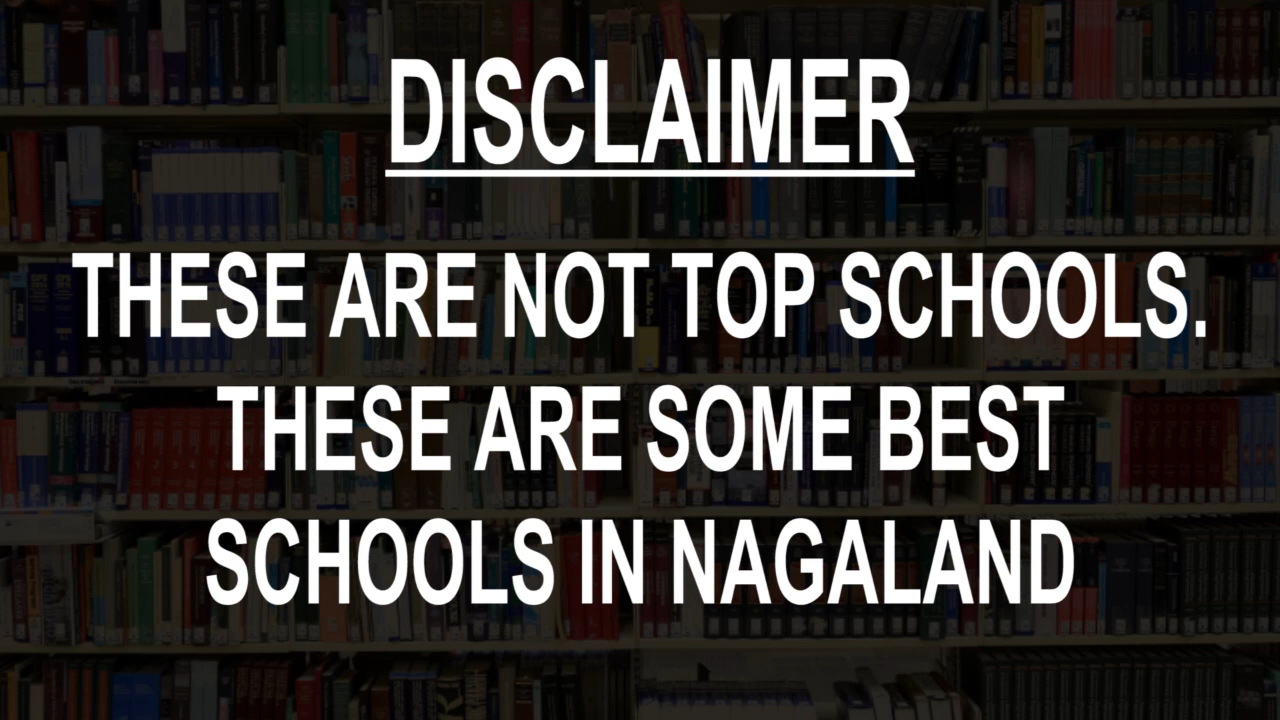 DISCLAIMER
THESE ARE NOT TOP SCHOOLS.
THESE ARE SOME BEST
SCHOOLS IN NAGALAND